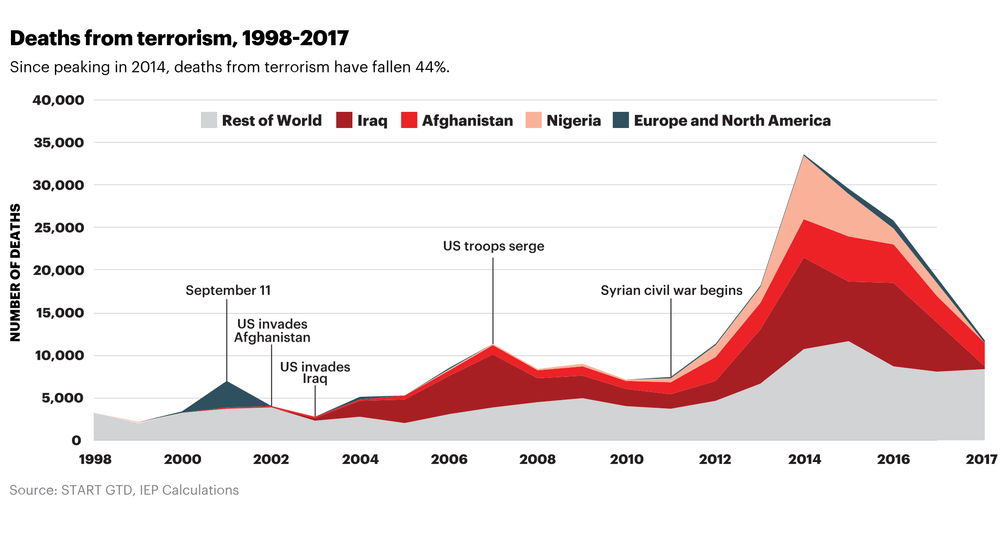 Deaths from terrorism, 1998-2017
Since peaking in 2014, deaths from terrorism have fallen 44%.
40,000
Rest of World Iraq Afghanistan Nigeria Europe and North America
35,000
30,000
25,000
20,000
15,000
10,000
5,000
0
NUMBER OF DEATHS
September 11
US invades
Afghanistan
US invades
Iraq
US troops serge
Syrian civil war begins
1998 2000 2002 2004 2006 2008 2010 2012 2014 2016 2017
Source: START GTD, IEP Calculations